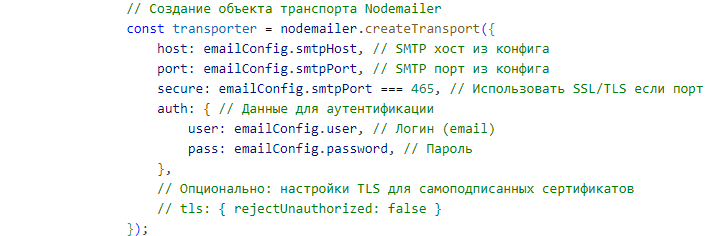 // Создание объекта транспорта Nodemailer
const transporter = nodemailer.createTransport({
host: emailConfig.smtpHost, // SMTP хост из конфига
port: emailConfig.smtpPort, // SMTP порт из конфига
secure: emailConfig.smtpPort === 465, // Использовать SSL/TLS если порт
auth: { // Данные для аутентификации
user: emailConfig.user, // Логин (email)
pass: emailConfig.password, // Пароль
},
// Опционально: настройки TLS для самоподписанных сертификатов
// tls: { rejectUnauthorized: false }
});